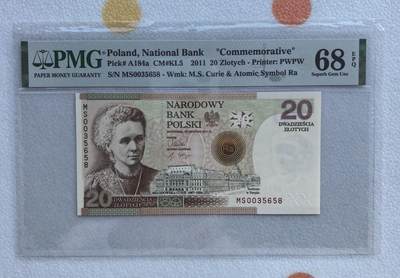 PMG
PAPER MONEY GUARANTY
Poland, National Bank "Commemorative"
Pick# A184a CM#KL5 2011 20 Zlotych - Printer: PWPW
S/N MS0035658 - Wmk: M.S. Curie & Atomic Symbol Ra
68 EPQ
Superb Gem Unc
NARODOWY
BANK
POLSKI
20
DWADZIEŚCIA
ZŁOTYCH
MS0035658
20
DWADZIEŚCIA
ZŁOTYCH
MS0035658